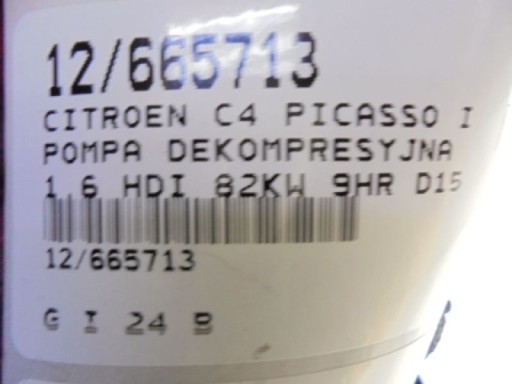 12/665713
CITROEN C4 PICASSO I
POMPA DEKOMPRESYJNA
1.6 HDI 82KW 9HR D15
12/665713
G I 24 B